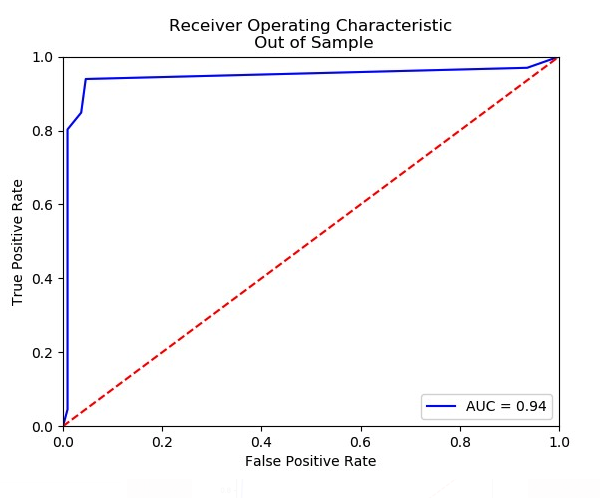 Receiver Operating Characteristic
Out of Sample
1.0
0.8
0.6
0.4
0.2
0.0
True Positive Rate
AUC = 0.94
0.0 0.2 0.4 0.6 0.8 1.0
False Positive Rate